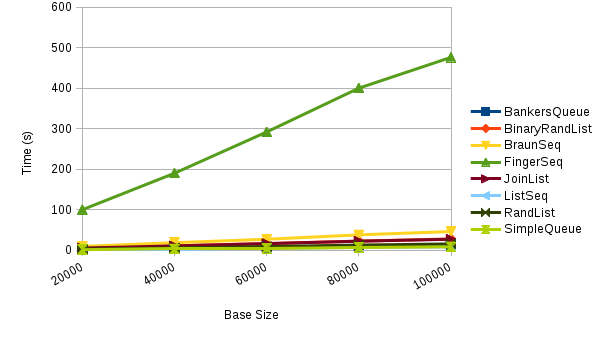 600
500
400
300
200
100
0
Time (s)
20000
40000
60000
80000
100000
Base Size
BankersQueue
BinaryRandList
BraunSeq
FingerSeq
JoinList
ListSeq
RandList
SimpleQueue